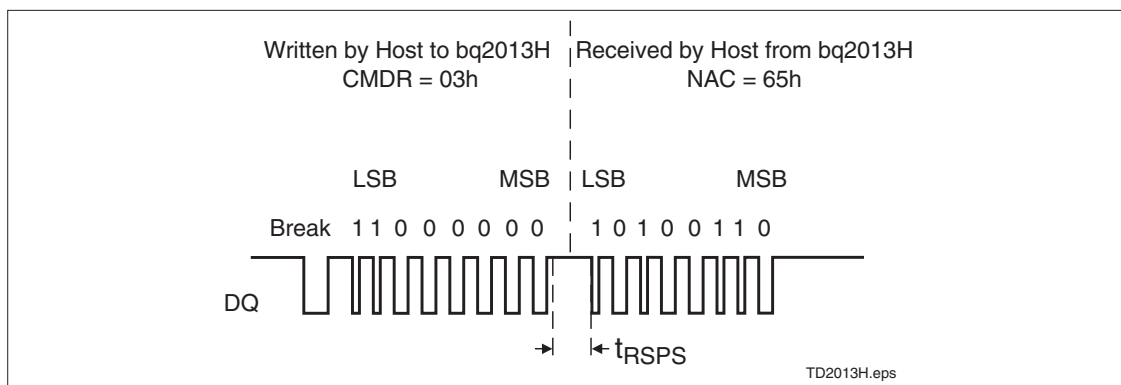 Written by Host to bq2013H
CMDR = 03h
Received by Host from bq2013H
NAC = 65h
LSB MSB LSB MSB
Break 1 1 0 0 0 0 0 0 1 0 1 0 0 1 1 0
DQ
tRSPS
TD2013H.eps